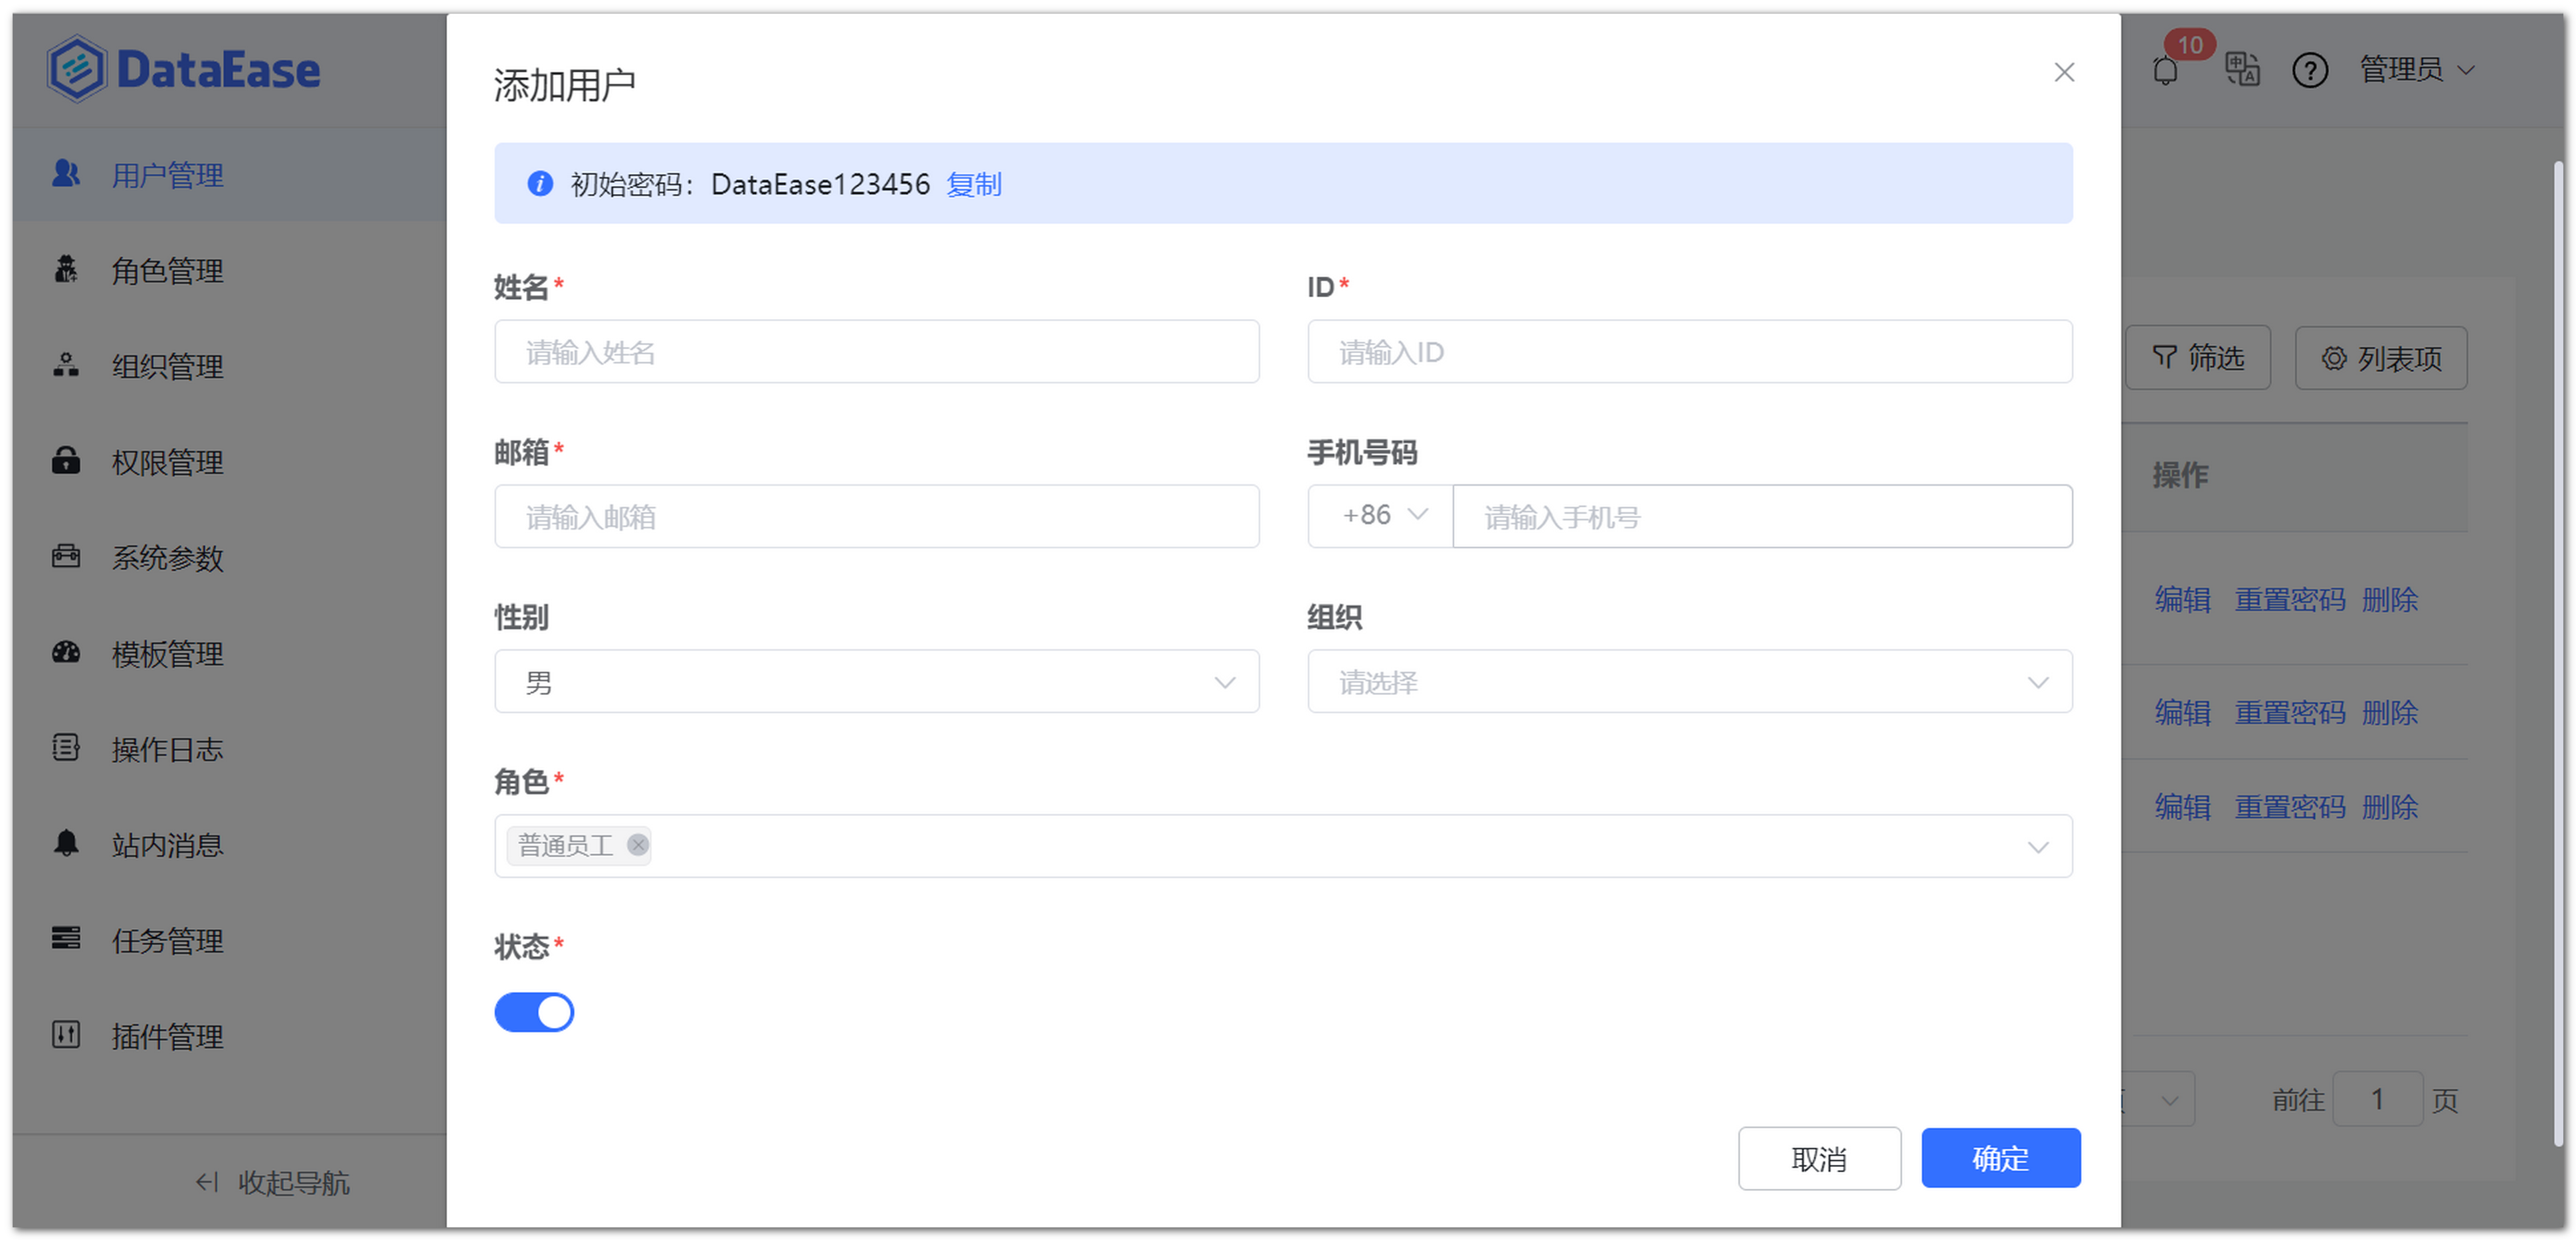 DataEase
用户管理
角色管理
组织管理
权限管理
系统参数
模板管理
操作日志
站内消息
任务管理
插件管理
收起导航
添加用户
初始密码： DataEase123456 复制
姓名*
请输入姓名
ID*
请输入ID
邮箱*
请输入邮箱
手机号码
+86 请输入手机号
性别
男
组织
请选择
角色*
普通员工
状态*
取消 确定
10
管理员
筛选 列表项
操作
编辑 重置密码 删除
编辑 重置密码 删除
编辑 重置密码 删除
前往 1 页